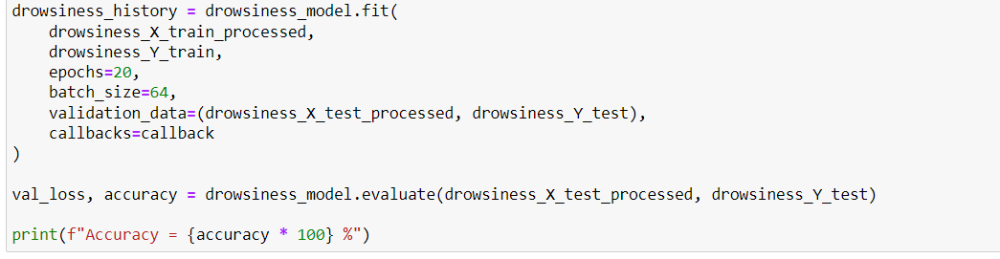 drowsiness_history = drowsiness_model.fit(
    drowsiness_X_train_processed,
    drowsiness_Y_train,
    epochs=20,
    batch_size=64,
    validation_data=(drowsiness_X_test_processed, drowsiness_Y_test),
    callbacks=callback
)
val_loss, accuracy = drowsiness_model.evaluate(drowsiness_X_test_processed, drowsiness_Y_test)
print(f"Accuracy = {accuracy * 100} %")